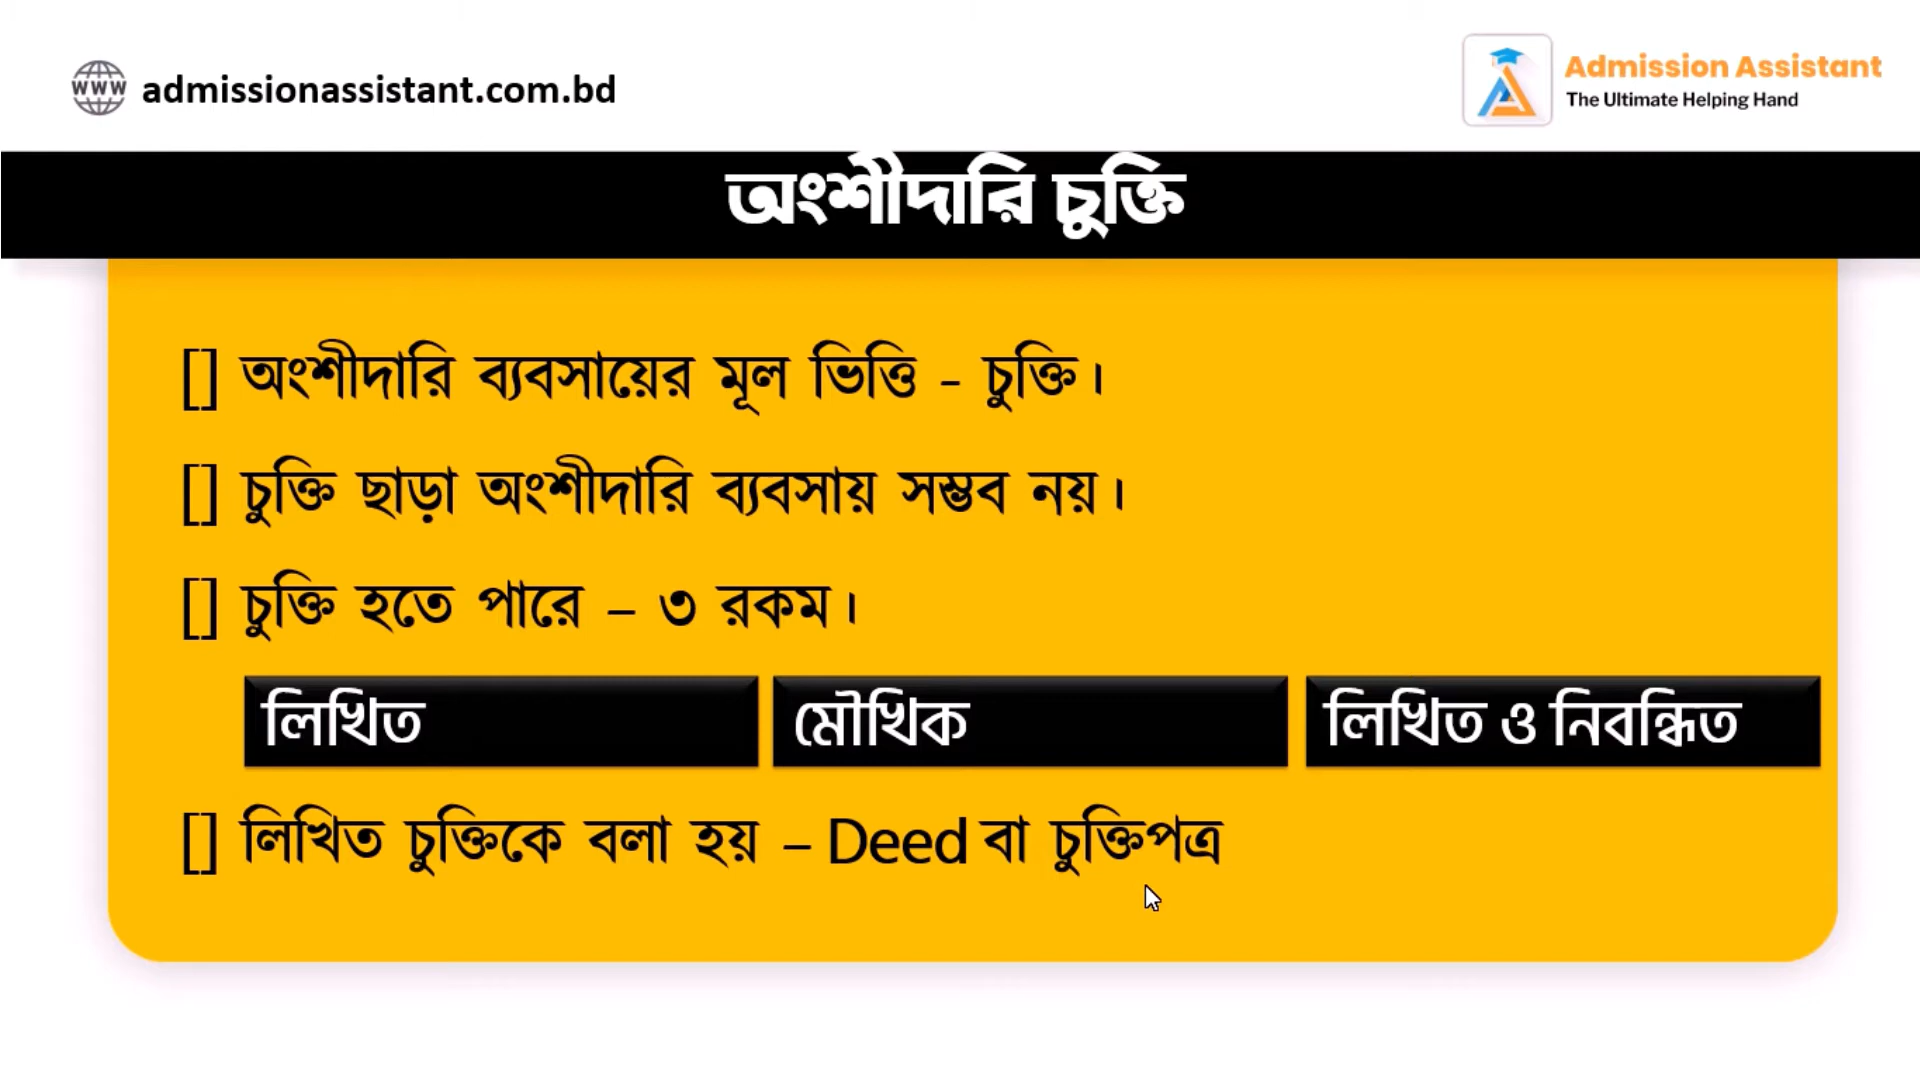 admissionassistant.com.bd
Admission Assistant
The Ultimate Helping Hand
অংশীদারি চুক্তি
[] অংশীদারি ব্যবসায়ের মূল ভিত্তি - চুক্তি।
[] চুক্তি ছাড়া অংশীদারি ব্যবসায় সম্ভব নয়।
[] চুক্তি হতে পারে – ৩ রকম।
লিখিত মৌখিক লিখিত ও নিবন্ধিত
[] লিখিত চুক্তিকে বলা হয় – Deed বা চুক্তিপত্র